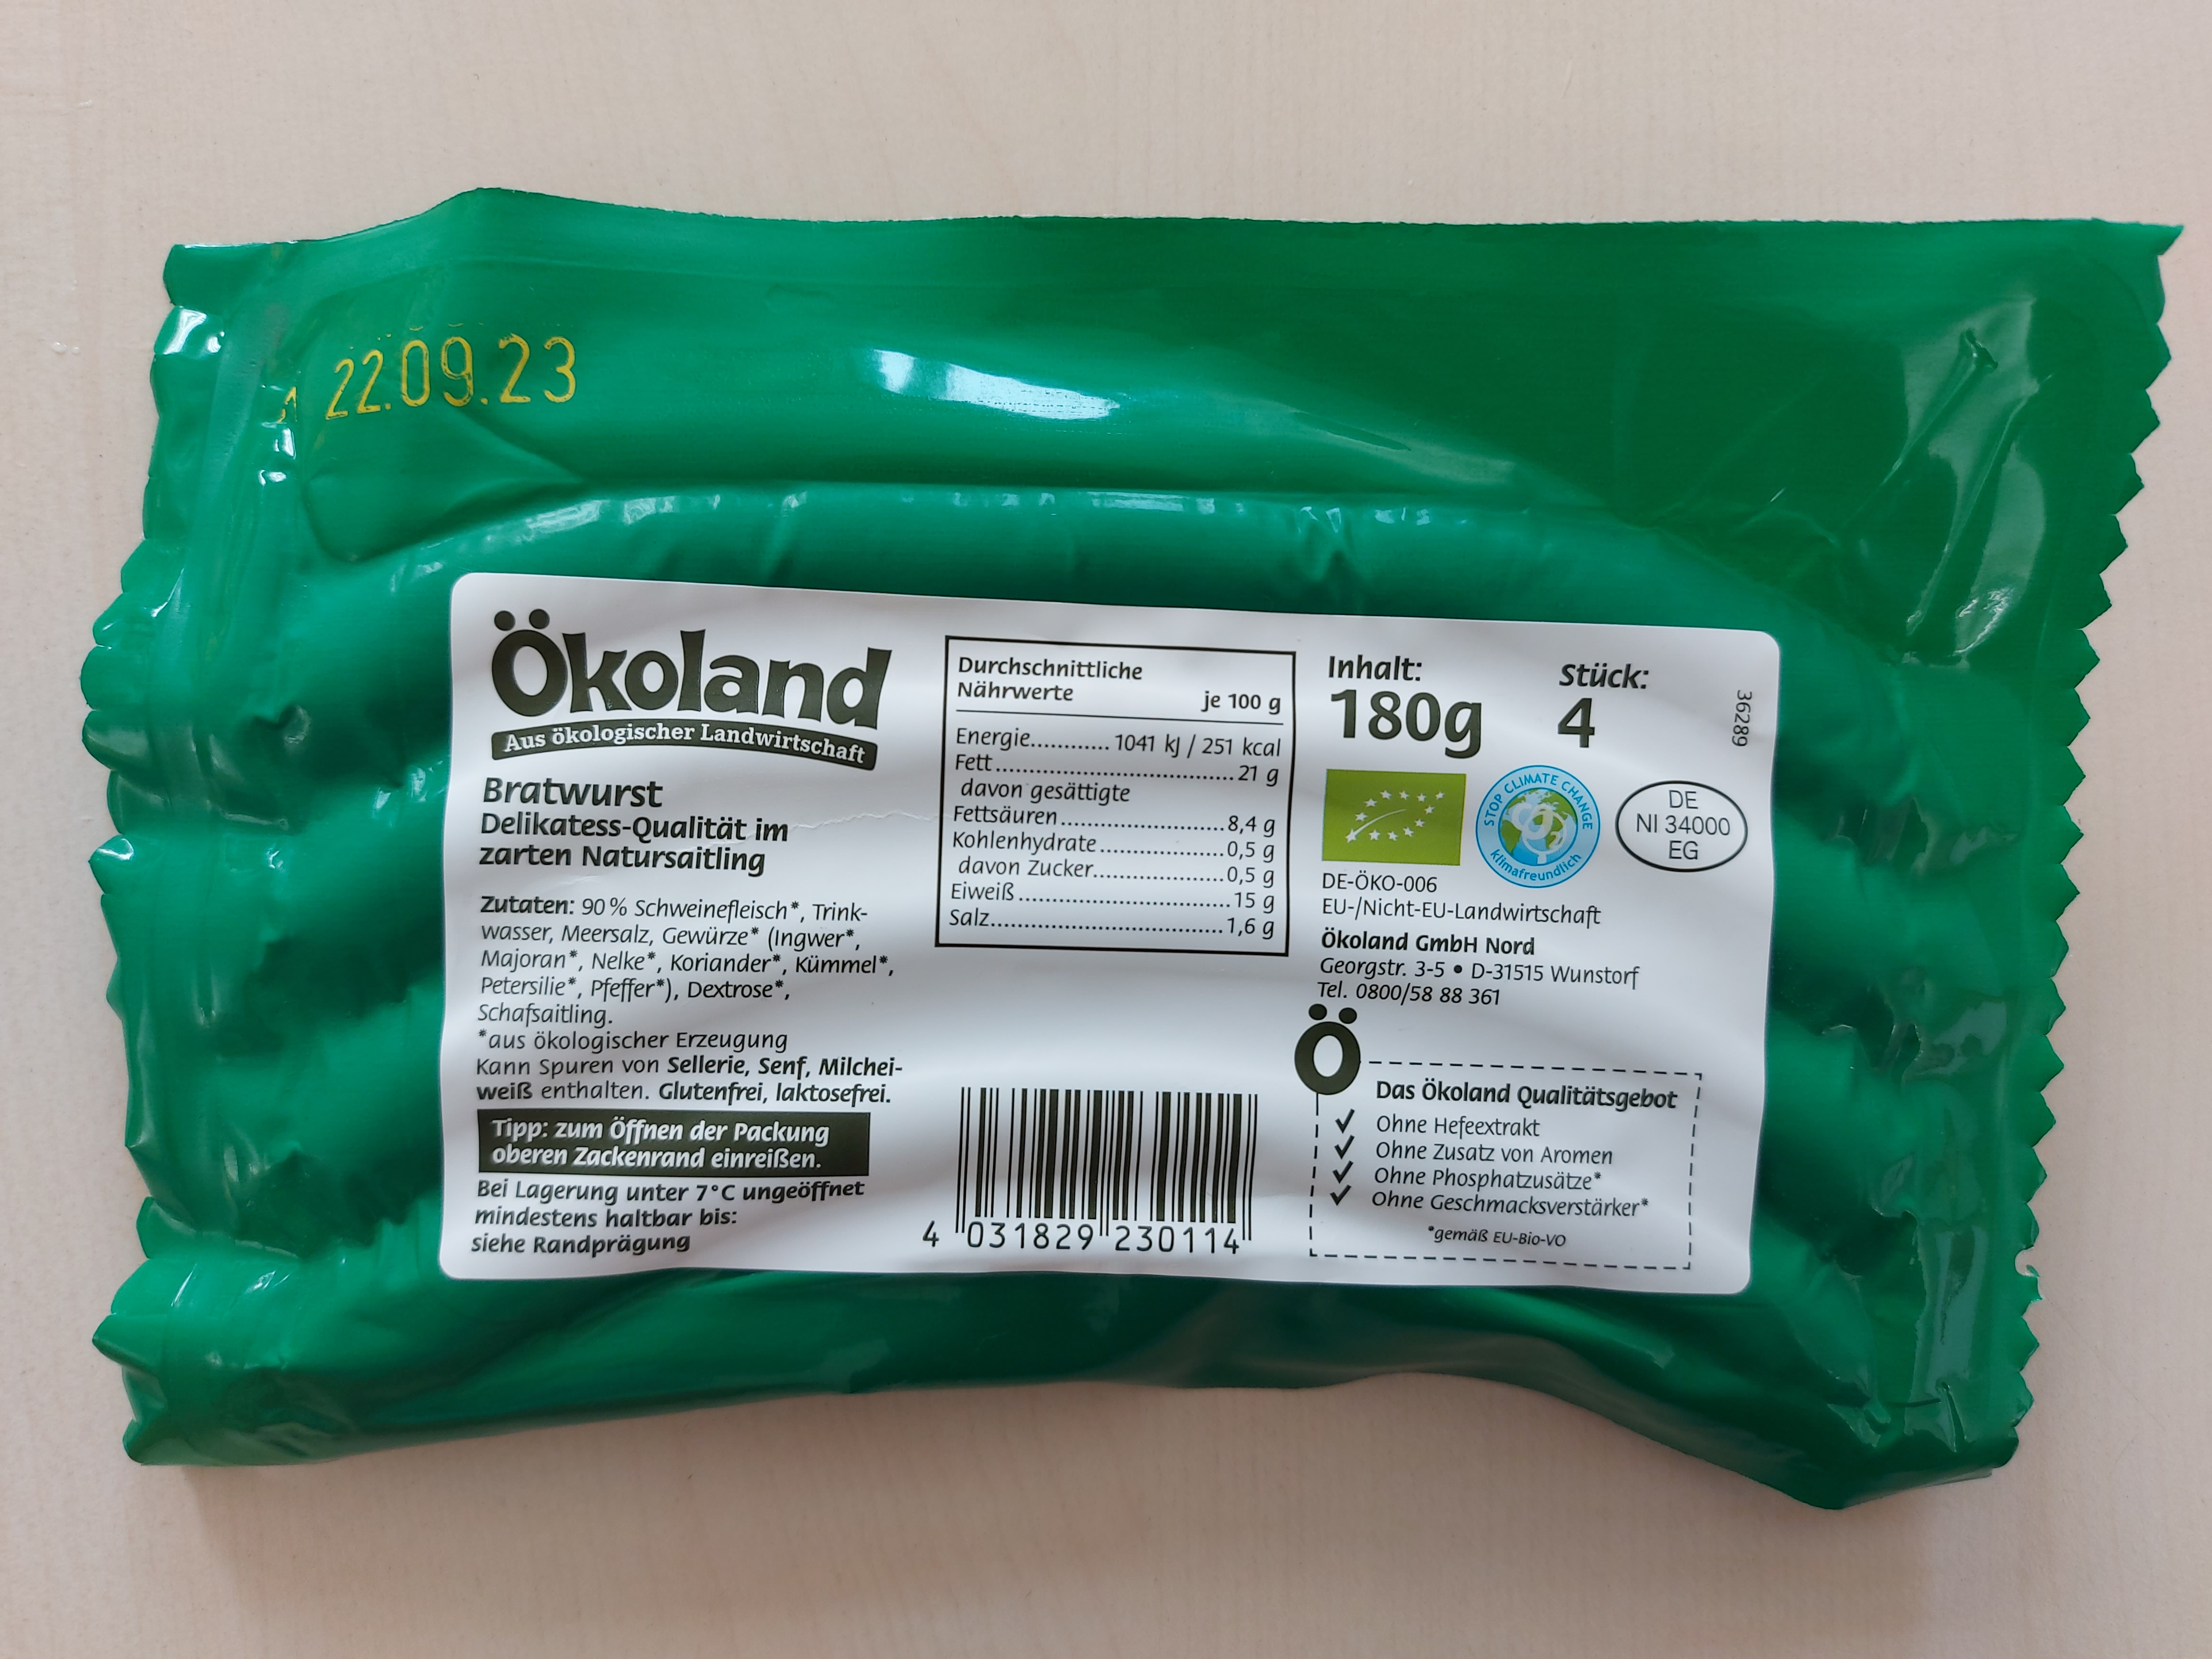 22.09.23
Ökoland
Aus ökologischer Landwirtschaft
Bratwurst
Delikatess-Qualität im
zarten Natursaitling
Zutaten: 90 % Schweinefleisch*, Trink-
wasser, Meersalz, Gewürze* (Ingwer*,
Majoran*, Nelke*, Koriander*, Kümmel*,
Petersilie*, Pfeffer*), Dextrose*,
Schafsaitling.
*aus ökologischer Erzeugung
Kann Spuren von Sellerie, Senf, Milchei-
weiß enthalten. Glutenfrei, laktosefrei.
Tipp: zum Öffnen der Packung
oberen Zackenrand einreißen.
Bei Lagerung unter 7°C ungeöffnet
mindestens haltbar bis:
siehe Randprägung
Durchschnittliche
Nährwerte je 100 g
Energie............ 1041 kJ / 251 kcal
Fett.................................. 21 g
davon gesättigte
Fettsäuren........................ 8,4 g
Kohlenhydrate.................. 0,5 g
davon Zucker................... 0,5 g
Eiweiß.............................. 15 g
Salz................................. 1,6 g
4 031829 230114
Inhalt: Stück:
180g 4
36289
STOP CLIMATE CHANGE
klimafreundlich
DE
NI 34000
EG
DE-ÖKO-006
EU-/Nicht-EU-Landwirtschaft
Ökoland GmbH Nord
Georgstr. 3-5 • D-31515 Wunstorf
Tel. 0800/58 88 361
Ö
Das Ökoland Qualitätsgebot
✓ Ohne Hefeextrakt
✓ Ohne Zusatz von Aromen
✓ Ohne Phosphatzusätze*
✓ Ohne Geschmacksverstärker*
*gemäß EU-Bio-VO